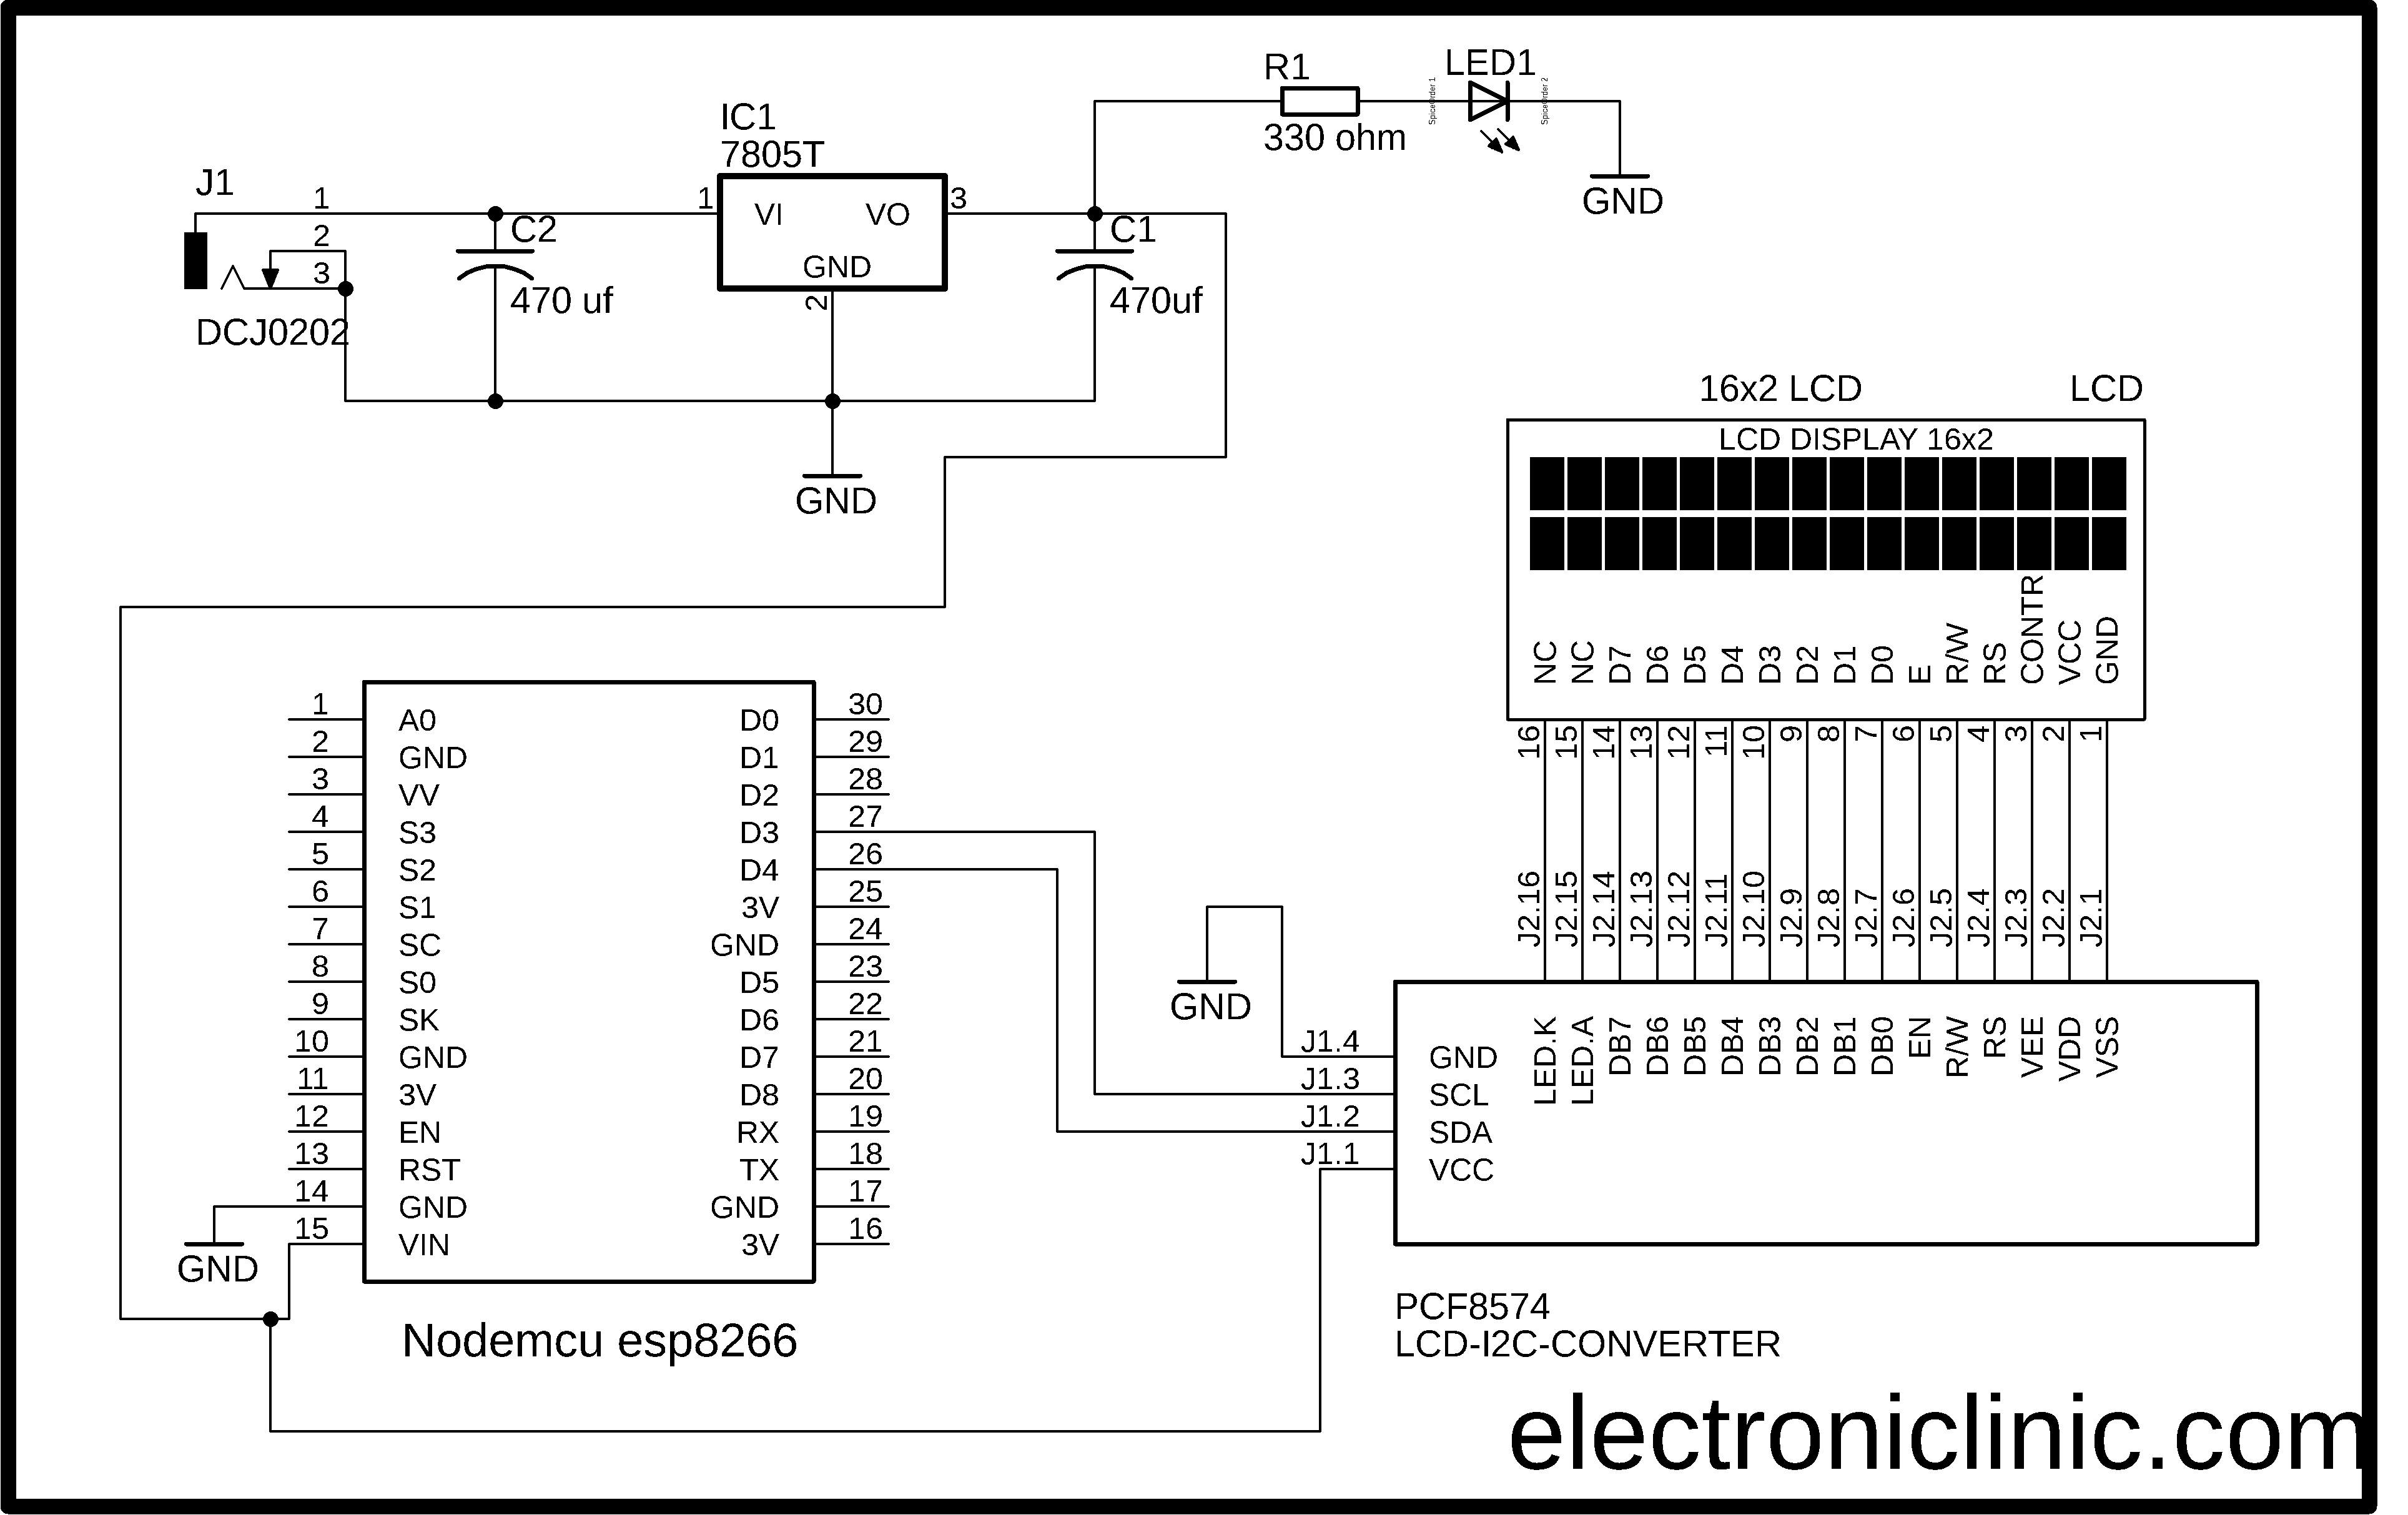 R1
LED1
SpiceOrder 1
SpiceOrder 2
330 ohm
GND
IC1
7805T
J1
1
2
3
DCJ0202
C2
470 uf
1
VI
VO
3
GND
2
C1
470uf
GND
16x2 LCD
LCD
LCD DISPLAY 16x2
NC NC D7 D6 D5 D4 D3 D2 D1 D0 E R/W RS CONTR VCC GND
16 15 14 13 12 11 10 9 8 7 6 5 4 3 2 1
J2.16 J2.15 J2.14 J2.13 J2.12 J2.11 J2.10 J2.9 J2.8 J2.7 J2.6 J2.5 J2.4 J2.3 J2.2 J2.1
LED.K LED.A DB7 DB6 DB5 DB4 DB3 DB2 DB1 DB0 EN R/W RS VEE VDD VSS
GND
J1.4 GND
J1.3 SCL
J1.2 SDA
J1.1 VCC
PCF8574
LCD-I2C-CONVERTER
1 A0 D0 30
2 GND D1 29
3 VV D2 28
4 S3 D3 27
5 S2 D4 26
6 S1 3V 25
7 SC GND 24
8 S0 D5 23
9 SK D6 22
10 GND D7 21
11 3V D8 20
12 EN RX 19
13 RST TX 18
14 GND GND 17
15 VIN 3V 16
GND
Nodemcu esp8266
electroniclinic.com